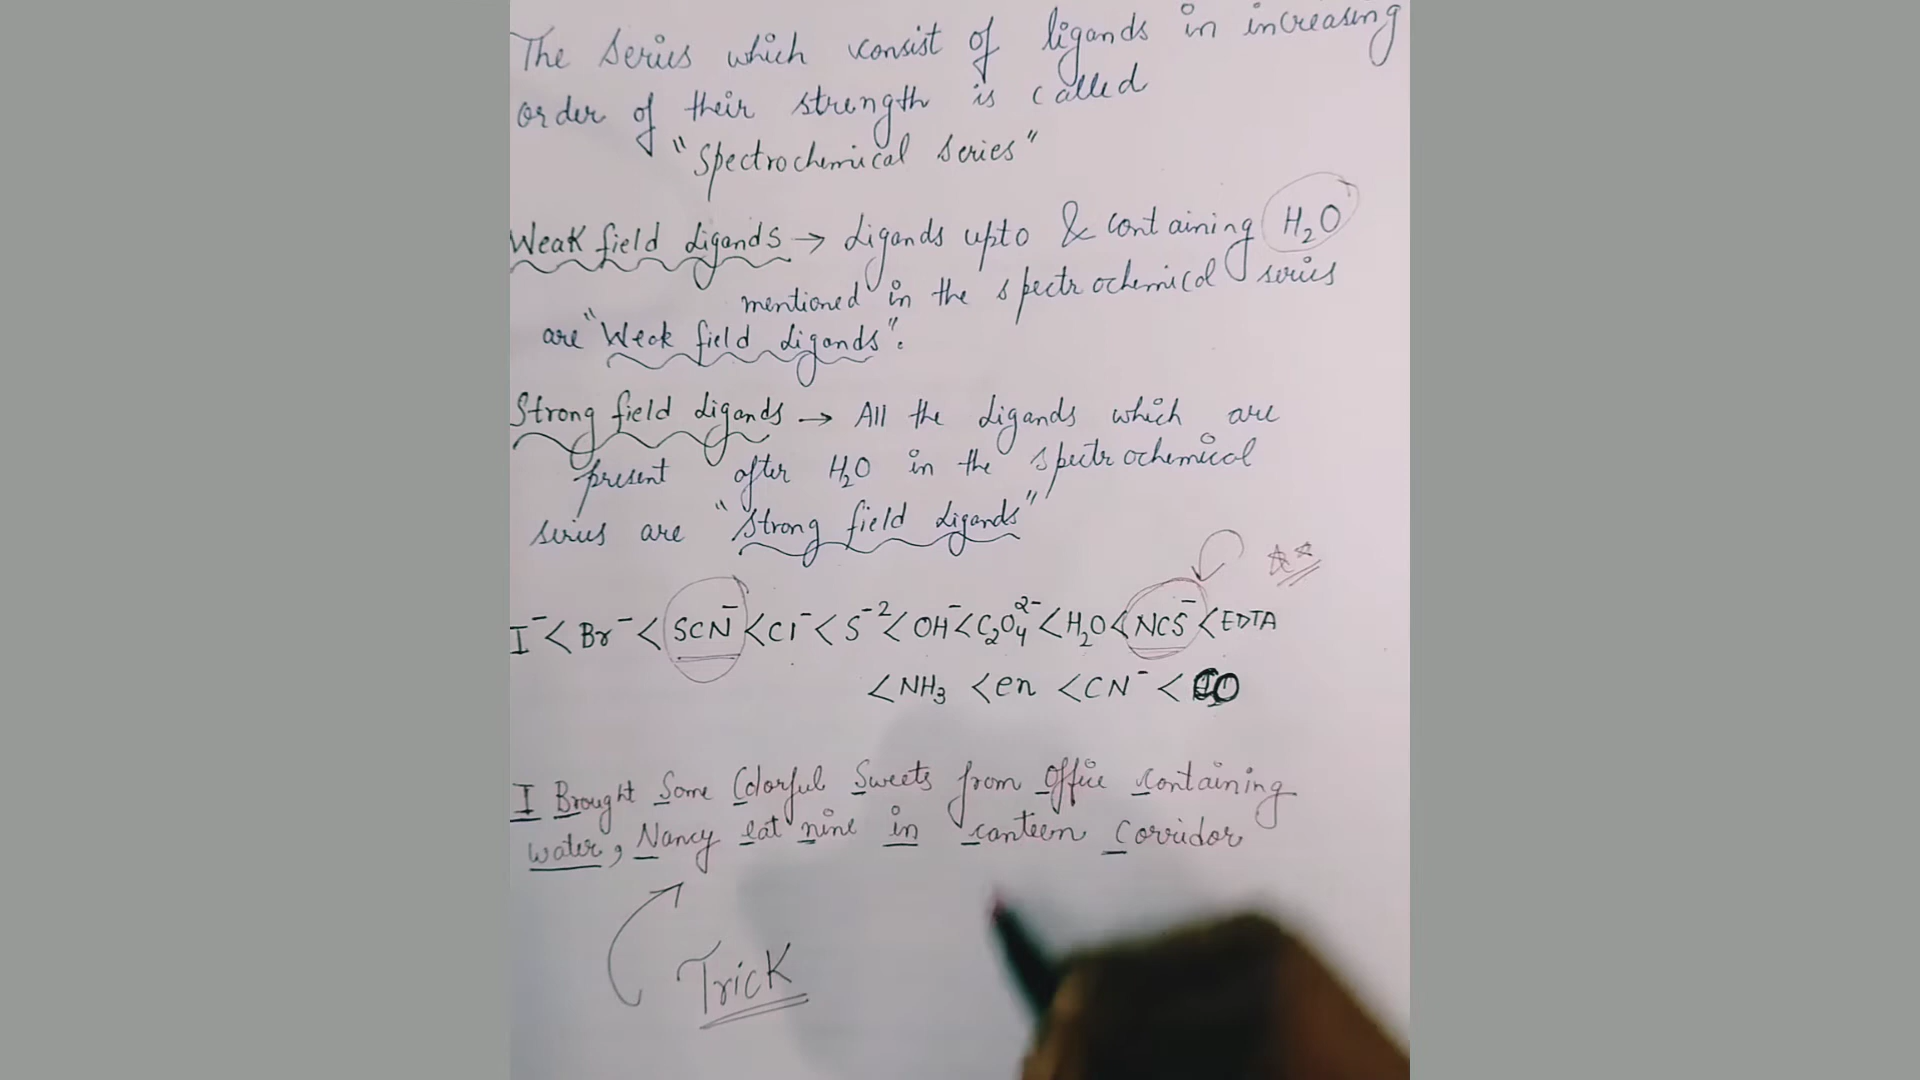 The series which consist of ligands in increasing
order of their strength is called
"Spectrochemical series"
Weak field ligands → Ligands upto & containing H₂O
mentioned in the spectrochemical series
are "Weak field ligands".
Strong field ligands → All the ligands which are
present after H₂O in the spectrochemical
series are "strong field ligands"
I⁻ < Br⁻ < SCN⁻ < Cl⁻ < S⁻² < OH⁻ < C₂O₄²⁻ < H₂O < NCS⁻ < EDTA
< NH₃ < en < CN⁻ < CO
I Brought Some Colorful Sweets from Office containing
water, Nancy eat nine in canteen Corridor
Trick